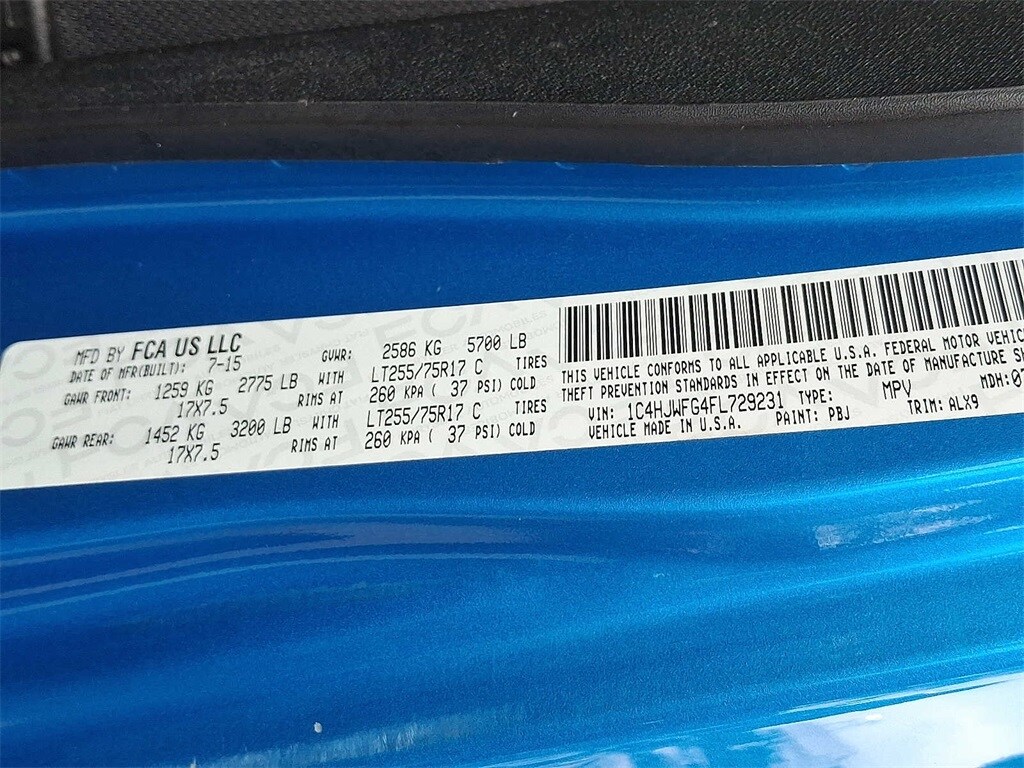 MFD BY FCA US LLC
DATE OF MFR(BUILT): 7-15 GVWR: 2586 KG 5700 LB
GAWR FRONT: 1259 KG 2775 LB WITH LT255/75R17 C TIRES
17X7.5 RIMS AT 260 KPA ( 37 PSI) COLD
GAWR REAR: 1452 KG 3200 LB WITH LT255/75R17 C TIRES
17X7.5 RIMS AT 260 KPA ( 37 PSI) COLD
THIS VEHICLE CONFORMS TO ALL APPLICABLE U.S.A. FEDERAL MOTOR
THEFT PREVENTION STANDARDS IN EFFECT ON THE DATE OF MANUFACTURE
VIN: 1C4HJWFG4FL729231 TYPE: MPV MDH: 07
VEHICLE MADE IN U.S.A. PAINT: PBJ TRIM: ALX9